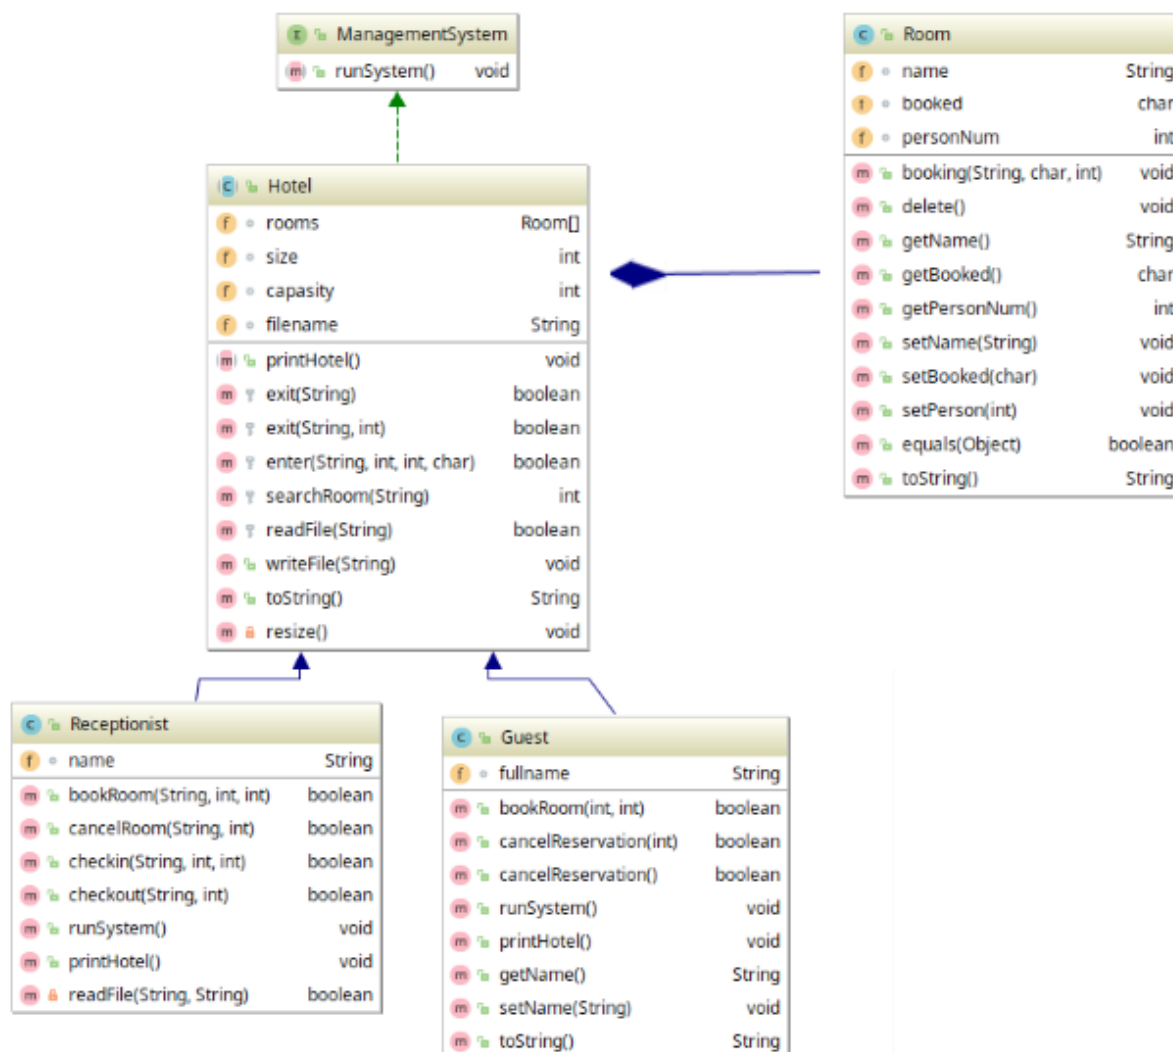 ManagementSystem
runSystem() void
Room
name String
booked char
personNum int
booking(String, char, int) void
delete() void
getName() String
getBooked() char
getPersonNum() int
setName(String) void
setBooked(char) void
setPerson(int) void
equals(Object) boolean
toString() String
Hotel
rooms Room[]
size int
capasity int
filename String
printHotel() void
exit(String) boolean
exit(String, int) boolean
enter(String, int, int, char) boolean
searchRoom(String) int
readFile(String) boolean
writeFile(String) void
toString() String
resize() void
Receptionist
name String
bookRoom(String, int, int) boolean
cancelRoom(String, int) boolean
checkin(String, int, int) boolean
checkout(String, int) boolean
runSystem() void
printHotel() void
readFile(String, String) boolean
Guest
fullname String
bookRoom(int, int) boolean
cancelReservation(int) boolean
cancelReservation() boolean
runSystem() void
printHotel() void
getName() String
setName(String) void
toString() String